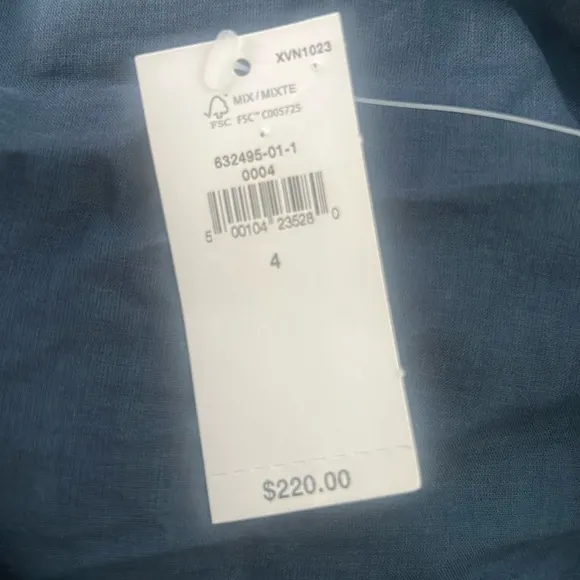 XVN1023
MIX/MIXTE
FSC FSC™ C005725
632495-01-1
0004
5 00104 23528 0
4
$220.00